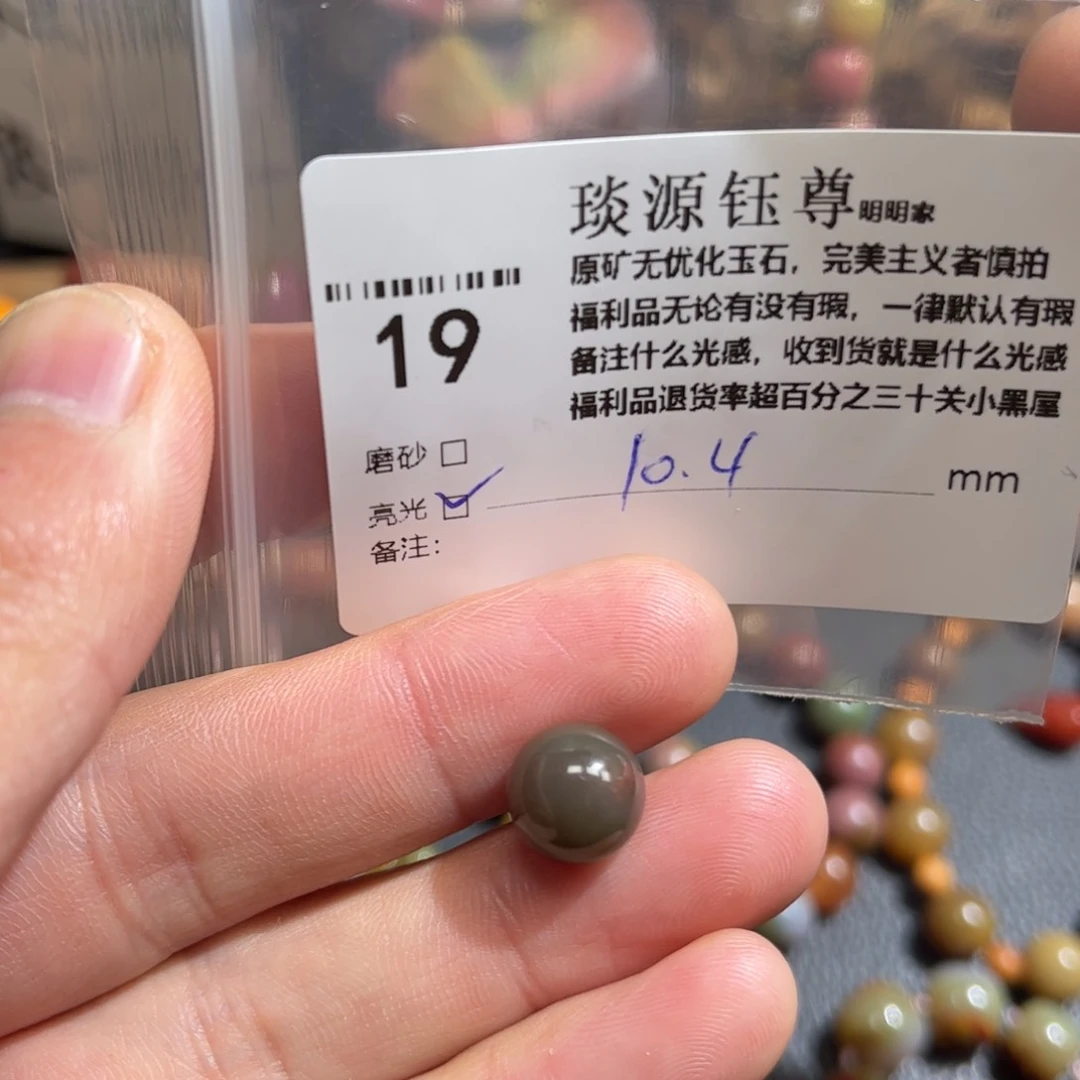 琰源钰尊明明家
原矿无优化玉石，完美主义者慎拍
福利品无论有没有瑕，一律默认有瑕
备注什么光感，收到货就是什么光感
福利品退货率超百分之三十关小黑屋
19
磨砂
10.4 mm
亮光
备注：